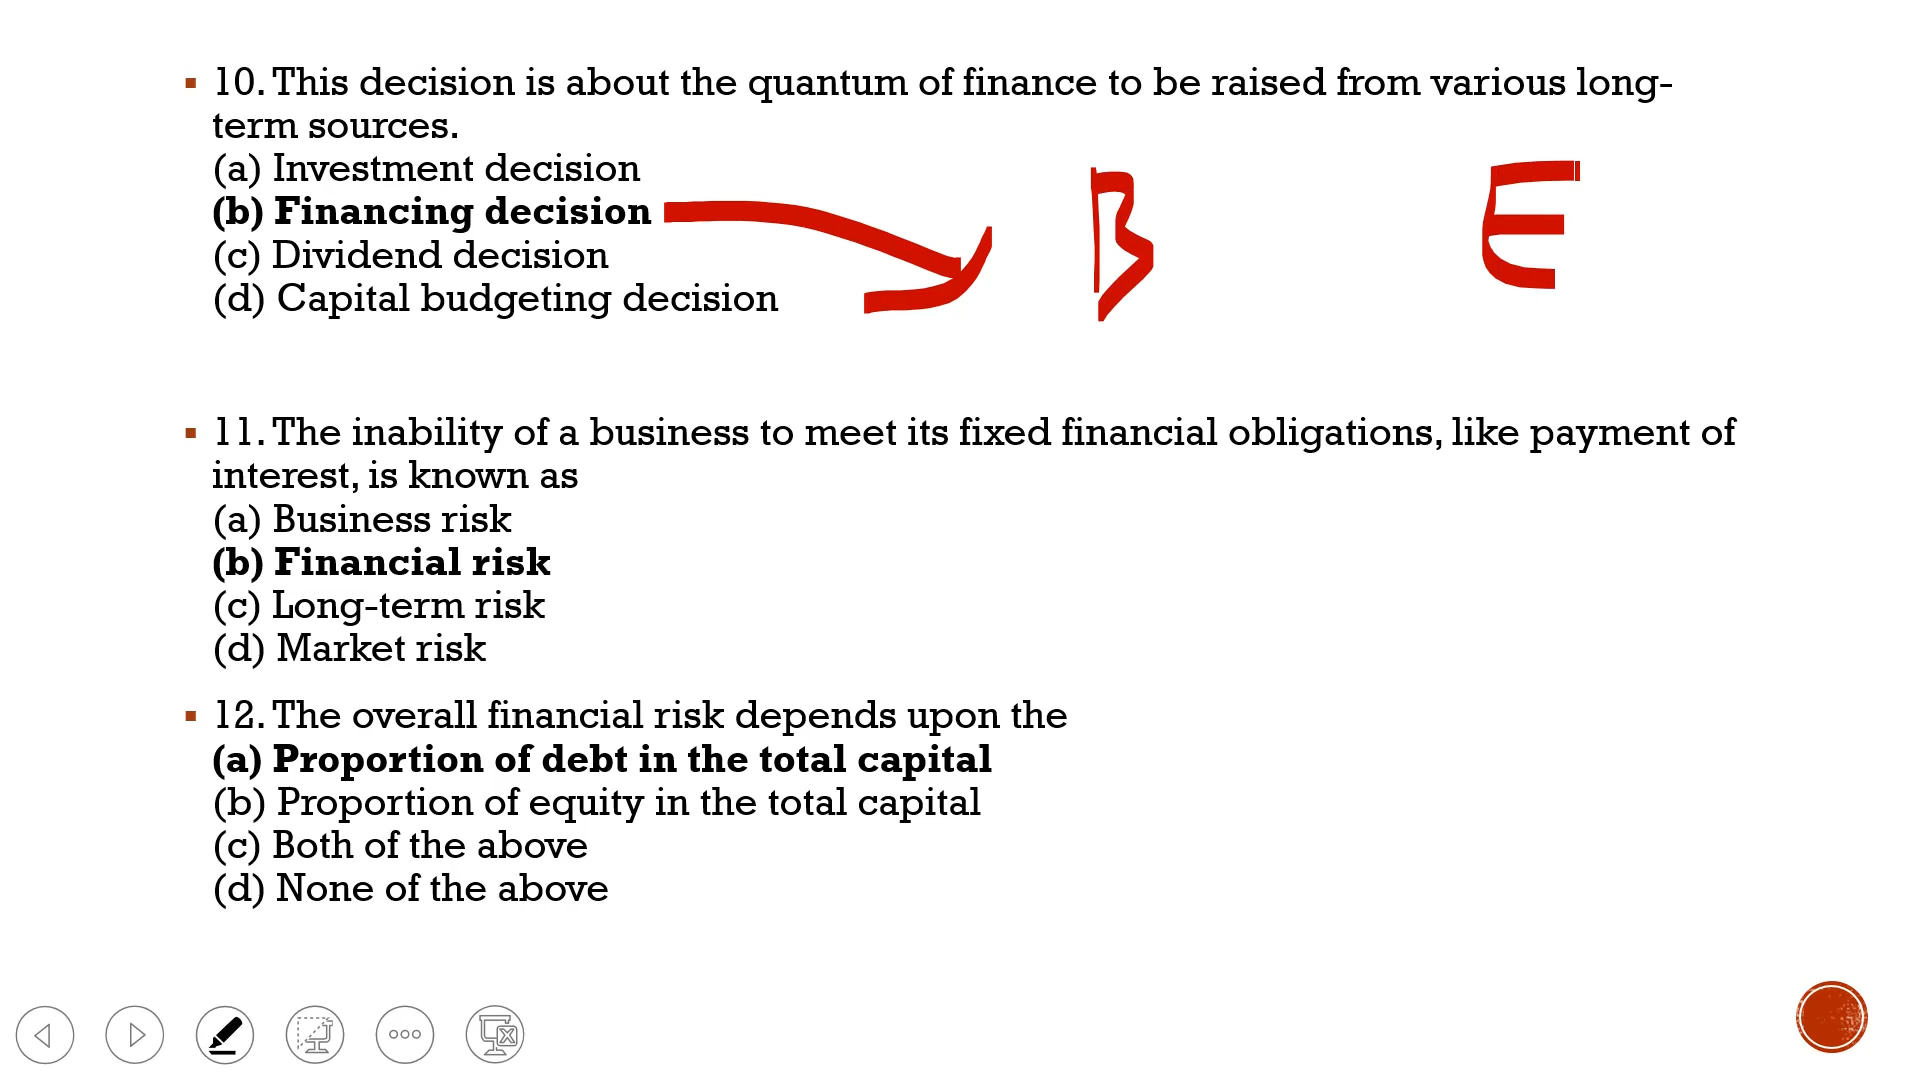 10. This decision is about the quantum of finance to be raised from various long-
term sources.
(a) Investment decision
(b) Financing decision
(c) Dividend decision
(d) Capital budgeting decision
B
E
11. The inability of a business to meet its fixed financial obligations, like payment of
interest, is known as
(a) Business risk
(b) Financial risk
(c) Long-term risk
(d) Market risk
12. The overall financial risk depends upon the
(a) Proportion of debt in the total capital
(b) Proportion of equity in the total capital
(c) Both of the above
(d) None of the above